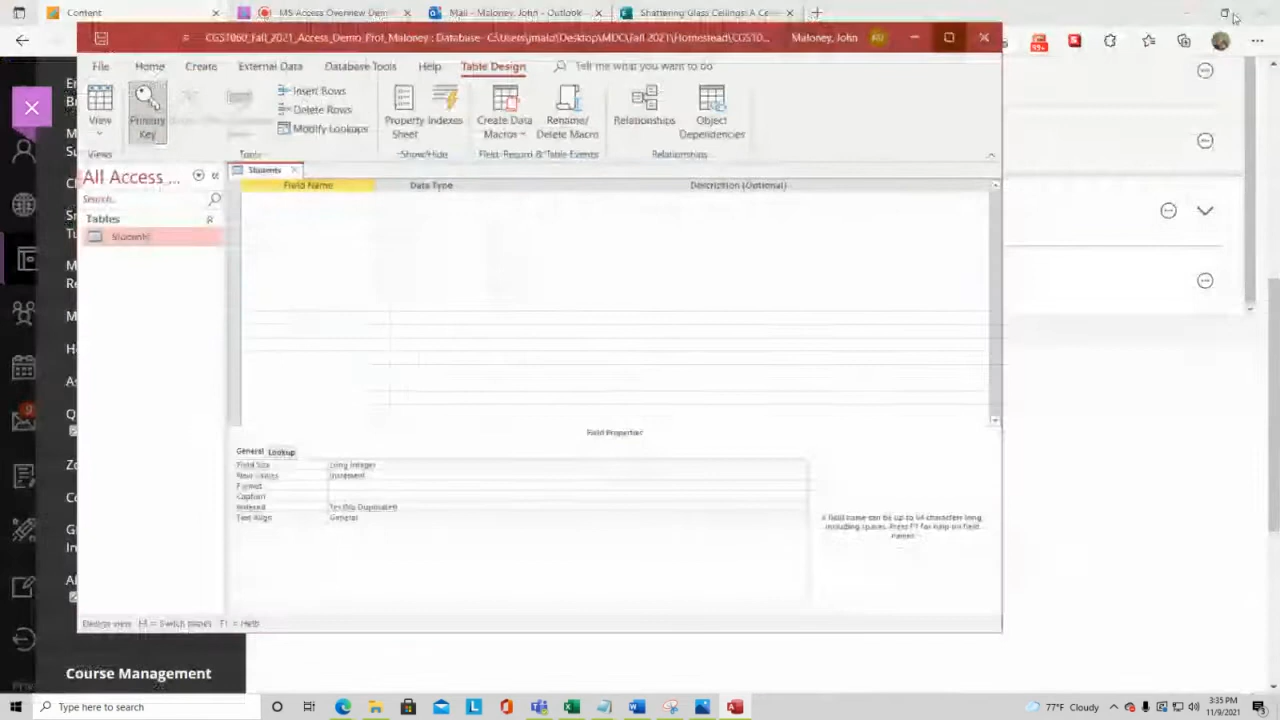 Content
MS Access Overview Dem
Mail - Maloney, John - Outlook
Shattering Glass Ceilings: A Ce
CGS1060_Fall_2021_Access_Demo_Prof_Maloney : Database- C:\Users\jmalo\Desktop\MDC\Fall 2021\Homestead\CGS10...
Maloney, John
File Home Create External Data Database Tools Help Table Design Tell me what you want to do
View
Primary Key
Insert Rows
Delete Rows
Modify Lookups
Property Sheet
Indexes
Create Data Macros
Rename/ Delete Macro
Relationships
Object Dependencies
Views Tools Show/Hide Field, Record & Table Events Relationships
All Access ...
Search..
Tables
Students
Students
Field Name Data Type Description (Optional)
Field Properties
General Lookup
Field Size Long Integer
New Values Increment
Format
Caption
Indexed Yes (No Duplicates)
Text Align General
A field name can be up to 64 characters long,
including spaces. Press F1 for help on field
names.
Design view. F6 = Switch panes. F1 = Help.
99+
9
Course Management
Type here to search
77°F Cloudy
3:35 PM
11/9/2021